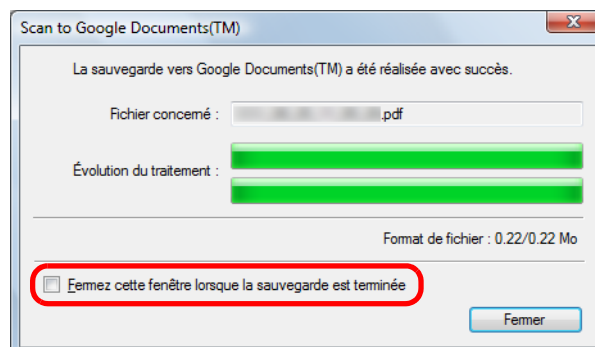 Scan to Google Documents(TM)
La sauvegarde vers Google Documents(TM) a été réalisée avec succès.
Fichier concerné : .pdf
Évolution du traitement :
Format de fichier : 0.22/0.22 Mo
Fermez cette fenêtre lorsque la sauvegarde est terminée
Fermer